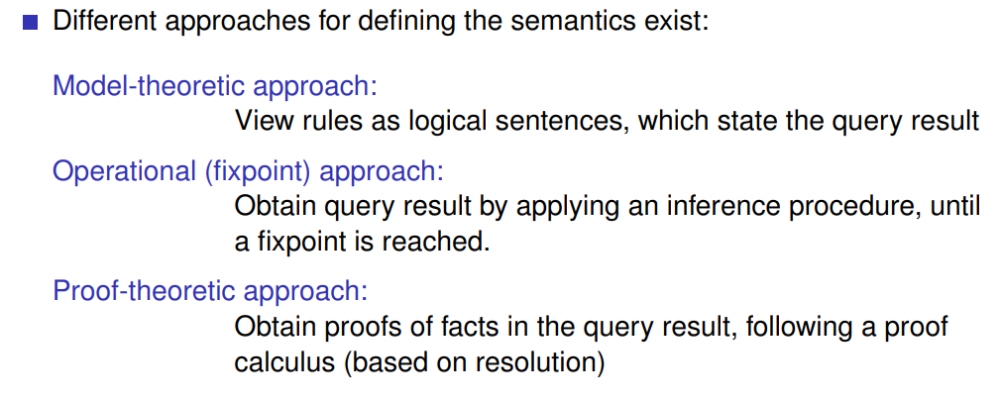 Different approaches for defining the semantics exist:
Model-theoretic approach:
View rules as logical sentences, which state the query result
Operational (fixpoint) approach:
Obtain query result by applying an inference procedure, until
a fixpoint is reached.
Proof-theoretic approach:
Obtain proofs of facts in the query result, following a proof
calculus (based on resolution)